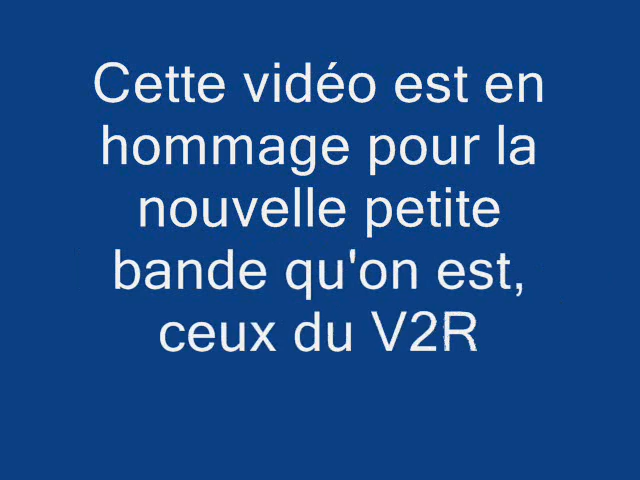 Cette vidéo est en
hommage pour la
nouvelle petite
bande qu'on est,
ceux du V2R